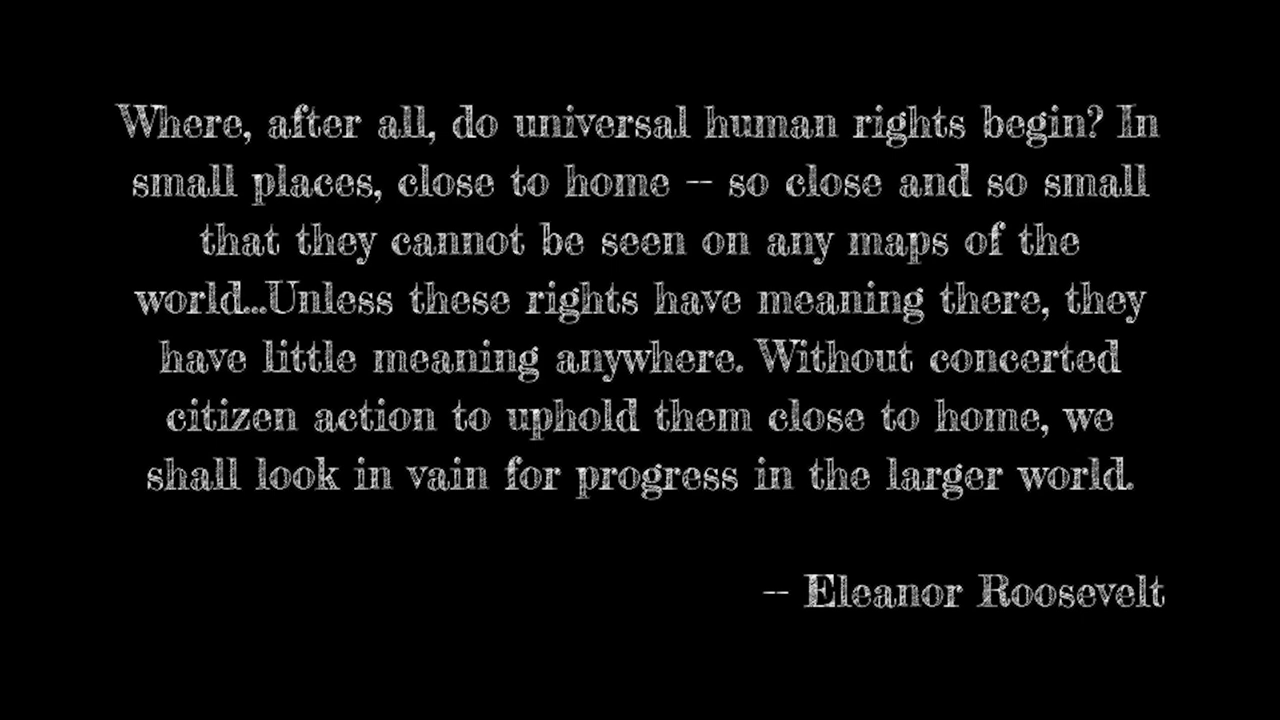 Where, after all, do universal human rights begin? In
small places, close to home -- so close and so small
that they cannot be seen on any maps of the
world...Unless these rights have meaning there, they
have little meaning anywhere. Without concerted
citizen action to uphold them close to home, we
shall look in vain for progress in the larger world.
-- Eleanor Roosevelt